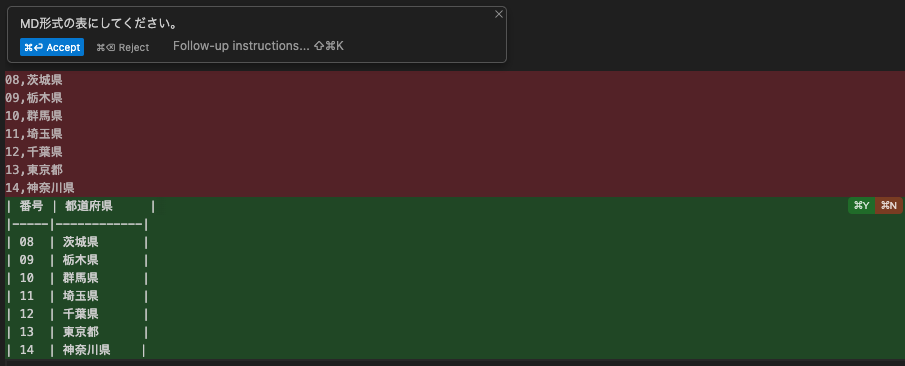 MD形式の表にしてください。
⌘⏎ Accept ⌘⌫ Reject Follow-up instructions... ⇧⌘K
08,茨城県
09,栃木県
10,群馬県
11,埼玉県
12,千葉県
13,東京都
14,神奈川県
| 番号 | 都道府県     |
⌘Y ⌘N
|-----|------------|
| 08  | 茨城県      |
| 09  | 栃木県      |
| 10  | 群馬県      |
| 11  | 埼玉県      |
| 12  | 千葉県      |
| 13  | 東京都      |
| 14  | 神奈川県    |